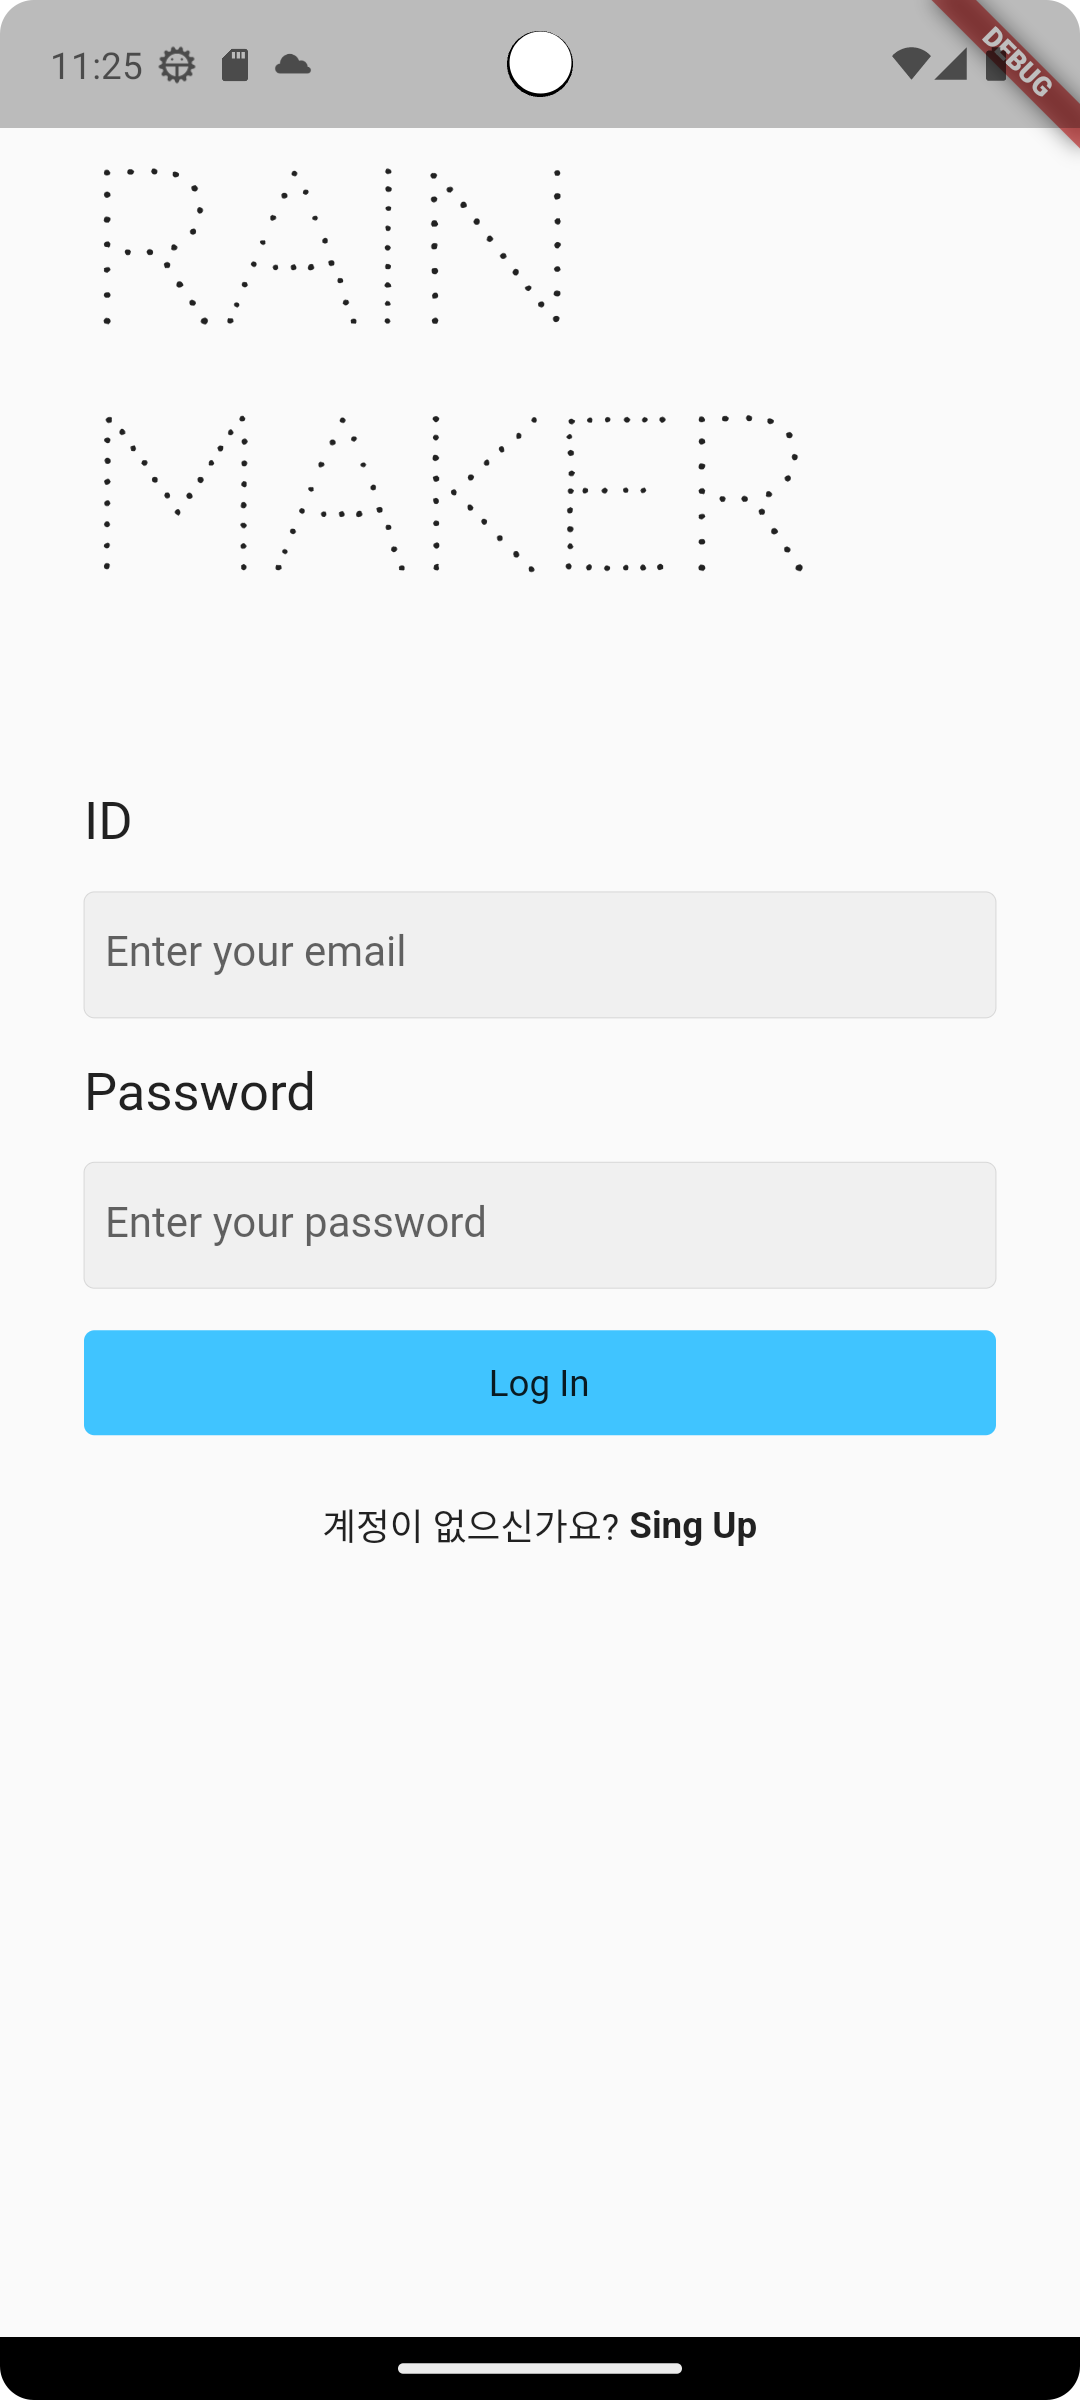 11:25
DEBUG
RAIN
MAKER
ID
Enter your email
Password
Enter your password
Log In
계정이 없으신가요? Sing Up